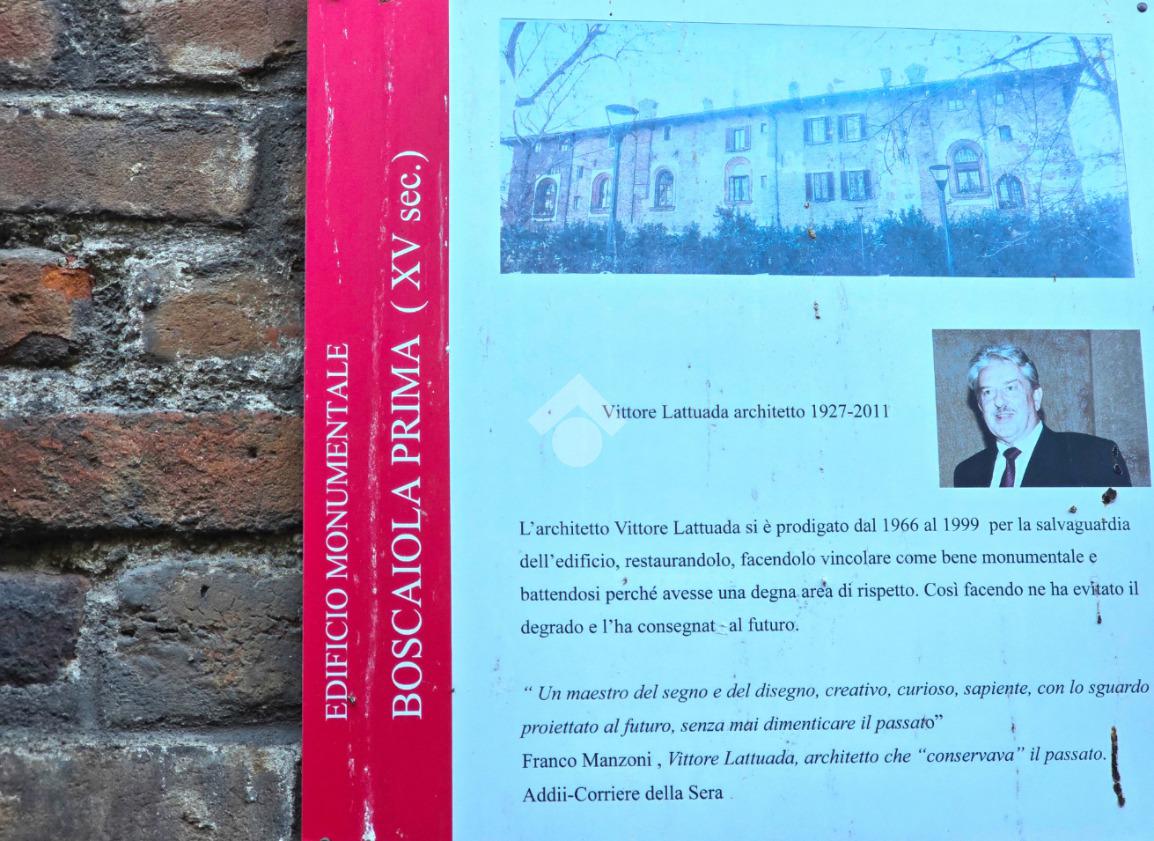 EDIFICIO MONUMENTALE
BOSCAIOLA PRIMA ( XV sec.)
Vittore Lattuada architetto 1927-2011
L'architetto Vittore Lattuada si è prodigato dal 1966 al 1999 per la salvaguardia
dell'edificio, restaurandolo, facendolo vincolare come bene monumentale e
battendosi perché avesse una degna area di rispetto. Così facendo ne ha evitato il
degrado e l'ha consegnat al futuro.
“ Un maestro del segno e del disegno, creativo, curioso, sapiente, con lo sguardo
proiettato al futuro, senza mai dimenticare il passato”
Franco Manzoni , Vittore Lattuada, architetto che “conservava” il passato.
Addii-Corriere della Sera